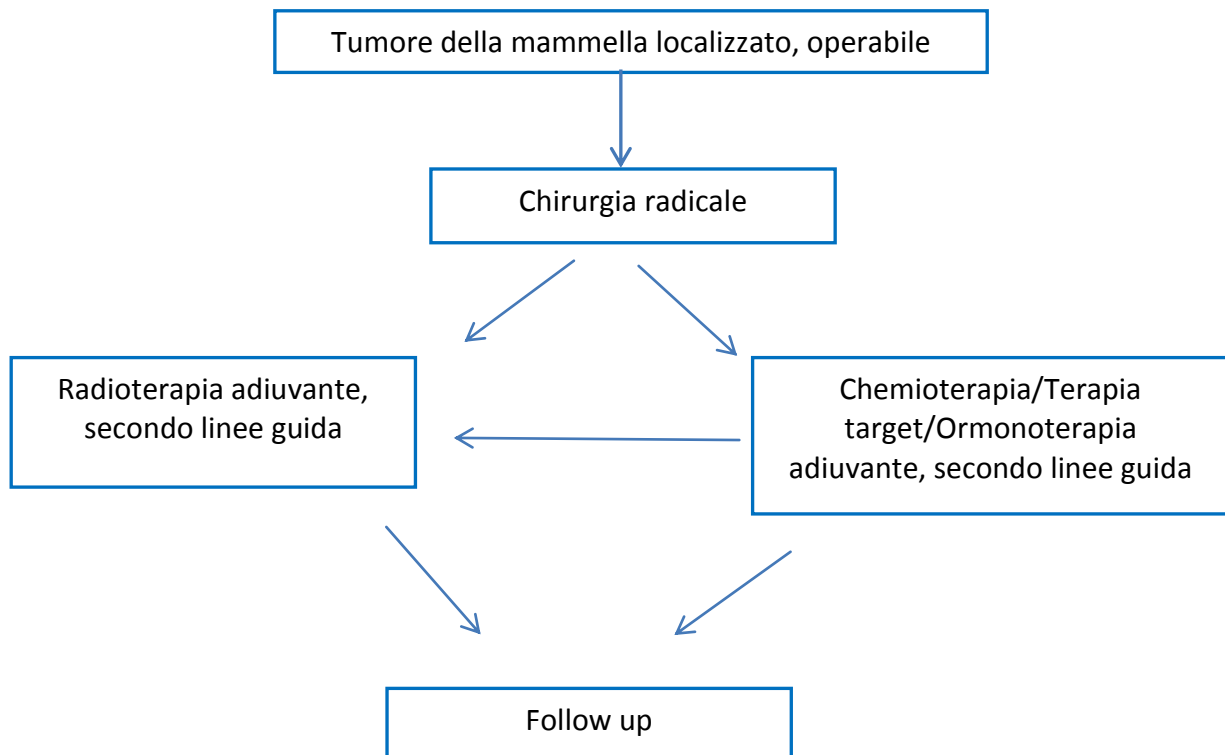 Tumore della mammella localizzato, operabile
Chirurgia radicale
Radioterapia adiuvante,
secondo linee guida
Chemioterapia/Terapia
target/Ormonoterapia
adiuvante, secondo linee guida
Follow up